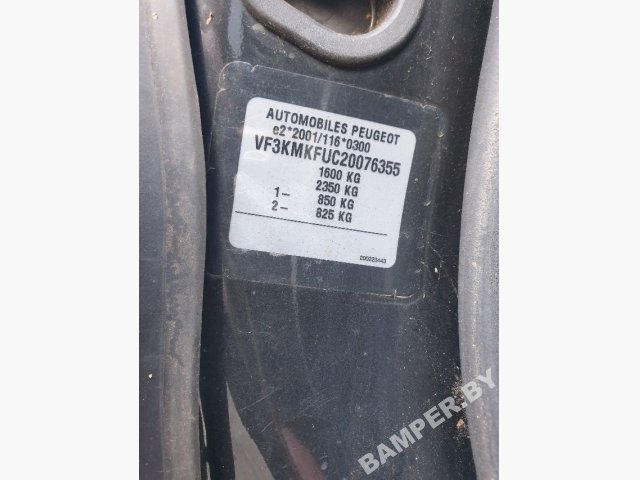 AUTOMOBILES PEUGEOT
e2*2001/116*0300
VF3KMKFUC20076355
1600 KG
2350 KG
1– 850 KG
2– 825 KG
200223443
BAMPER.BY